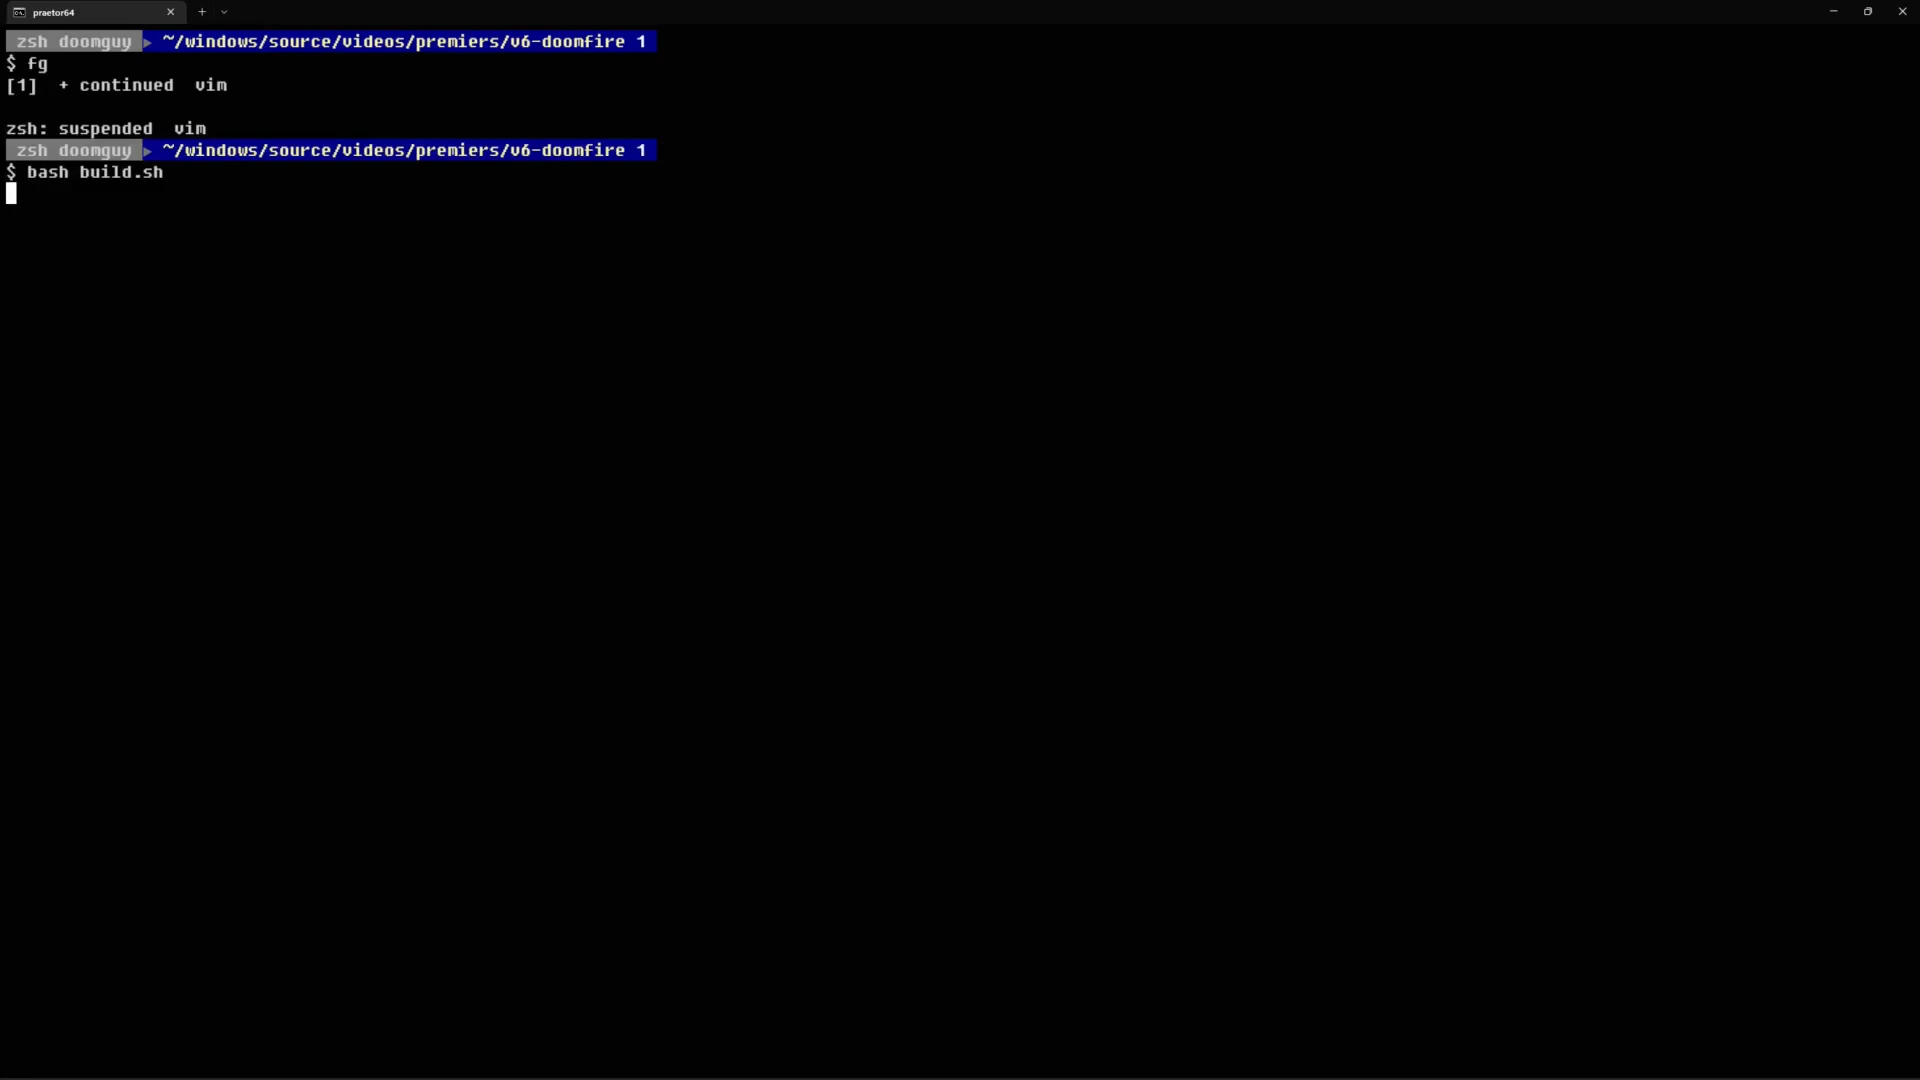 praetor64
zsh doomguy ~/windows/source/videos/premiers/v6-doomfire 1
$ fg
[1]  + continued  vim
zsh: suspended  vim
zsh doomguy ~/windows/source/videos/premiers/v6-doomfire 1
$ bash build.sh